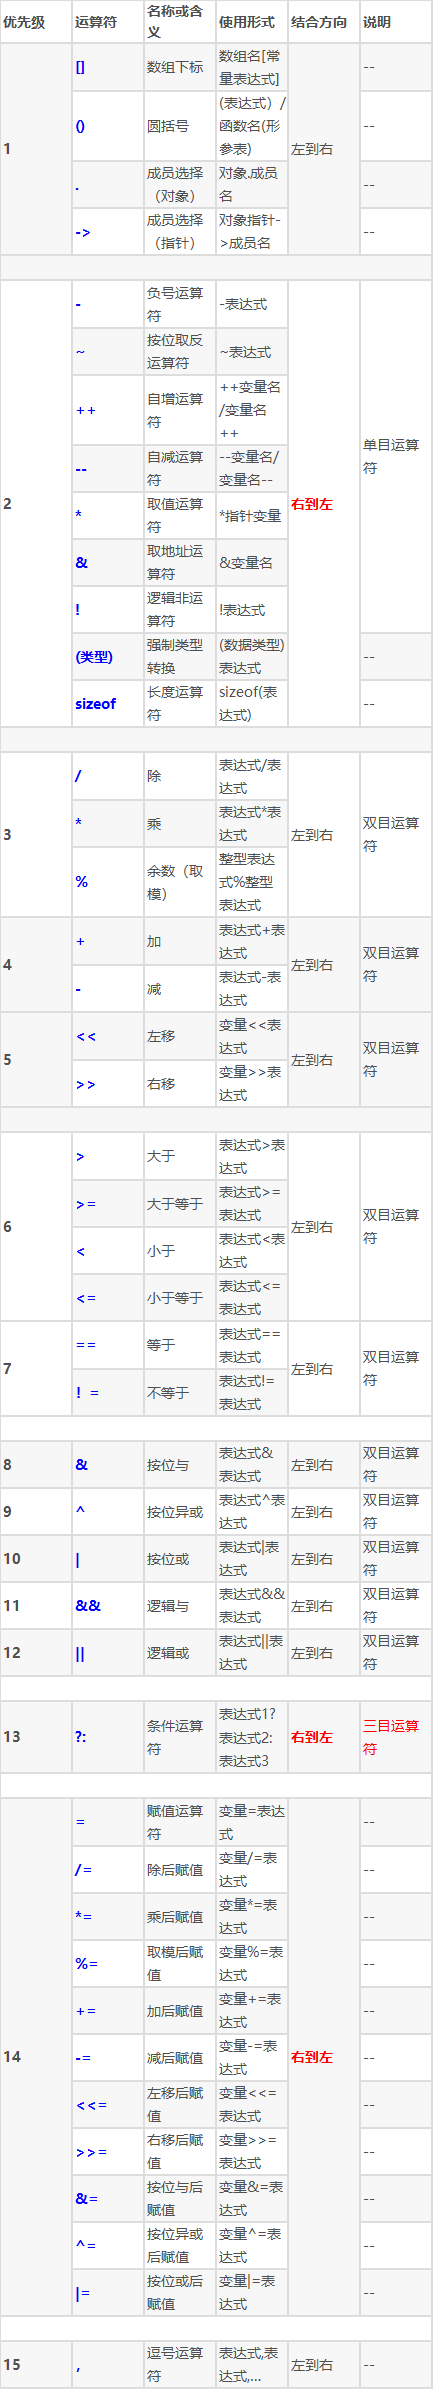 优先级 运算符 名称或含义 使用形式 结合方向 说明
1 [] 数组下标 数组名[常量表达式] 左到右 --
() 圆括号 (表达式）/函数名(形参表) --
. 成员选择（对象） 对象.成员名 --
-> 成员选择（指针） 对象指针->成员名 --
2 - 负号运算符 -表达式 右到左 单目运算符
~ 按位取反运算符 ~表达式
++ 自增运算符 ++变量名/变量名++
-- 自减运算符 --变量名/变量名--
* 取值运算符 *指针变量
& 取地址运算符 &变量名
! 逻辑非运算符 !表达式
(类型) 强制类型转换 (数据类型)表达式 --
sizeof 长度运算符 sizeof(表达式) --
3 / 除 表达式/表达式 左到右 双目运算符
* 乘 表达式*表达式
% 余数（取模） 整型表达式%整型表达式
4 + 加 表达式+表达式 左到右 双目运算符
- 减 表达式-表达式
5 << 左移 变量<<表达式 左到右 双目运算符
>> 右移 变量>>表达式
6 > 大于 表达式>表达式 左到右 双目运算符
>= 大于等于 表达式>=表达式
< 小于 表达式<表达式
<= 小于等于 表达式<=表达式
7 == 等于 表达式==表达式 左到右 双目运算符
！= 不等于 表达式!=表达式
8 & 按位与 表达式&表达式 左到右 双目运算符
9 ^ 按位异或 表达式^表达式 左到右 双目运算符
10 | 按位或 表达式|表达式 左到右 双目运算符
11 && 逻辑与 表达式&&表达式 左到右 双目运算符
12 || 逻辑或 表达式||表达式 左到右 双目运算符
13 ?: 条件运算符 表达式1?表达式2:表达式3 右到左 三目运算符
14 = 赋值运算符 变量=表达式 右到左 --
/= 除后赋值 变量/=表达式 --
*= 乘后赋值 变量*=表达式 --
%= 取模后赋值 变量%=表达式 --
+= 加后赋值 变量+=表达式 --
-= 减后赋值 变量-=表达式 --
<<= 左移后赋值 变量<<=表达式 --
>>= 右移后赋值 变量>>=表达式 --
&= 按位与后赋值 变量&=表达式 --
^= 按位异或后赋值 变量^=表达式 --
|= 按位或后赋值 变量|=表达式 --
15 , 逗号运算符 表达式,表达式,... 左到右 --